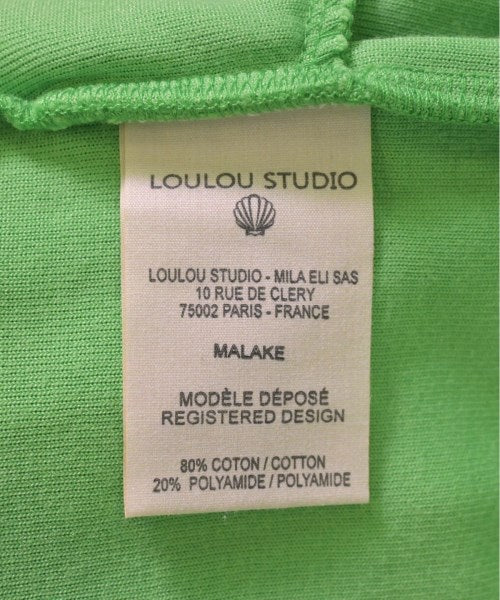 LOULOU STUDIO
LOULOU STUDIO - MILA ELI SAS
10 RUE DE CLERY
75002 PARIS - FRANCE
MALAKE
MODÈLE DÉPOSÉ
REGISTERED DESIGN
80% COTON / COTTON
20% POLYAMIDE / POLYAMIDE